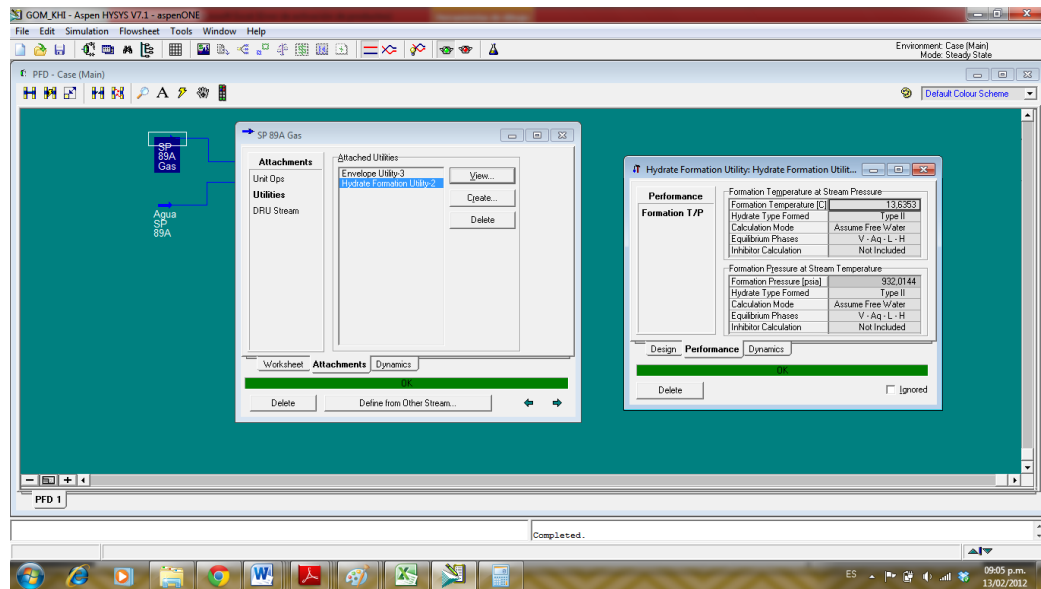 GOM_KHI - Aspen HYSYS V7.1 - aspenONE
File Edit Simulation Flowsheet Tools Window Help
Environment: Case (Main)
Mode: Steady State
PFD - Case (Main)
A
Default Colour Scheme
SP
89A
Gas
Agua
SP
89A
SP 89A Gas
Attachments
Unit Ops
Utilities
DRU Stream
Attached Utilities
Envelope Utility-3
Hydrate Formation Utility-2
View...
Create...
Delete
Worksheet Attachments Dynamics
OK
Delete
Define from Other Stream...
Hydrate Formation Utility: Hydrate Formation Utilit...
Performance
Formation T/P
Formation Temperature at Stream Pressure
Formation Temperature [C] 13,6353
Hydrate Type Formed Type II
Calculation Mode Assume Free Water
Equilibrium Phases V - Aq - L - H
Inhibitor Calculation Not Included
Formation Pressure at Stream Temperature
Formation Pressure [psia] 932,0144
Hydrate Type Formed Type II
Calculation Mode Assume Free Water
Equilibrium Phases V - Aq - L - H
Inhibitor Calculation Not Included
Design Performance Dynamics
OK
Delete
Ignored
PFD 1
Completed.
ES
09:05 p.m.
13/02/2012